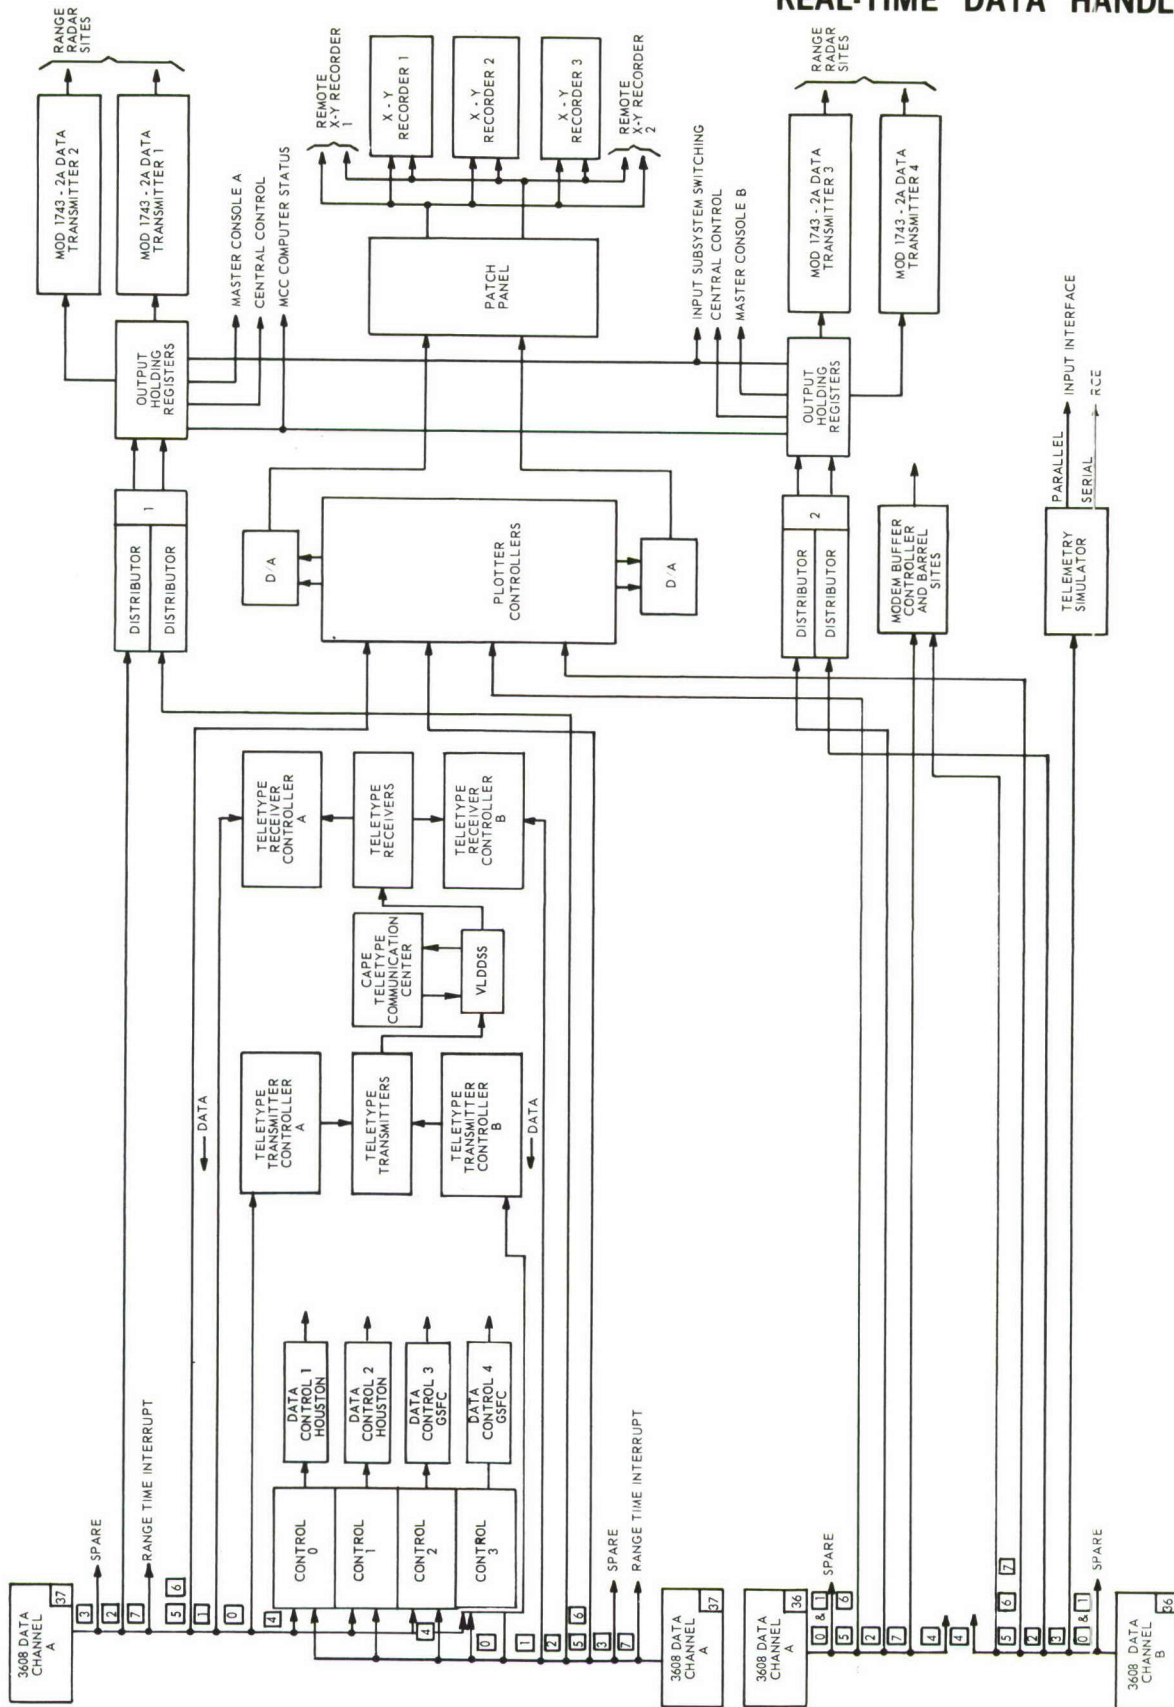 REAL-TIME DATA HANDL
RANGE
RADAR
SITES
MOD 1743 - 2A DATA
TRANSMITTER 2
MOD 1743 - 2A DATA
TRANSMITTER 1
OUTPUT
HOLDING
REGISTERS
MASTER CONSOLE A
CENTRAL CONTROL
MCC COMPUTER STATUS
REMOTE
X-Y RECORDER
1
X - Y
RECORDER 1
X - Y
RECORDER 2
X - Y
RECORDER 3
REMOTE
X-Y RECORDER
2
PATCH
PANEL
INPUT SUBSYSTEM SWITCHING
CENTRAL CONTROL
MASTER CONSOLE B
RANGE
RADAR
SITES
MOD 1743 - 2A DATA
TRANSMITTER 3
MOD 1743 - 2A DATA
TRANSMITTER 4
OUTPUT
HOLDING
REGISTERS
DISTRIBUTOR
DISTRIBUTOR
1
D/A
PLOTTER
CONTROLLERS
D/A
DISTRIBUTOR
DISTRIBUTOR
2
MODEM BUFFER
CONTROLLER
AND BARREL
SITES
TELEMETRY
SIMULATOR
PARALLEL
INPUT INTERFACE
SERIAL
RCE
TELETYPE
RECEIVER
CONTROLLER
A
TELETYPE
RECEIVERS
TELETYPE
RECEIVER
CONTROLLER
B
CAPE
TELETYPE
COMMUNICATION
CENTER
VLDDSS
DATA
TELETYPE
TRANSMITTER
CONTROLLER
A
TELETYPE
TRANSMITTERS
TELETYPE
TRANSMITTER
CONTROLLER
B
DATA
DATA
CONTROL 1
HOUSTON
DATA
CONTROL 2
HOUSTON
DATA
CONTROL 3
GSFC
DATA
CONTROL 4
GSFC
CONTROL
0
CONTROL
1
CONTROL
2
CONTROL
3
3608 DATA
CHANNEL
A
37
3
2
7
5 6
1
0
4
SPARE
RANGE TIME INTERRUPT
4
0
1
2
5 6
3
7
SPARE
RANGE TIME INTERRUPT
3608 DATA
CHANNEL
A
37
3608 DATA
CHANNEL
A
36
0 & 1
5 6
2
7
4
SPARE
4
5 6 7
2
3
0 & 1
SPARE
3608 DATA
CHANNEL
B
36